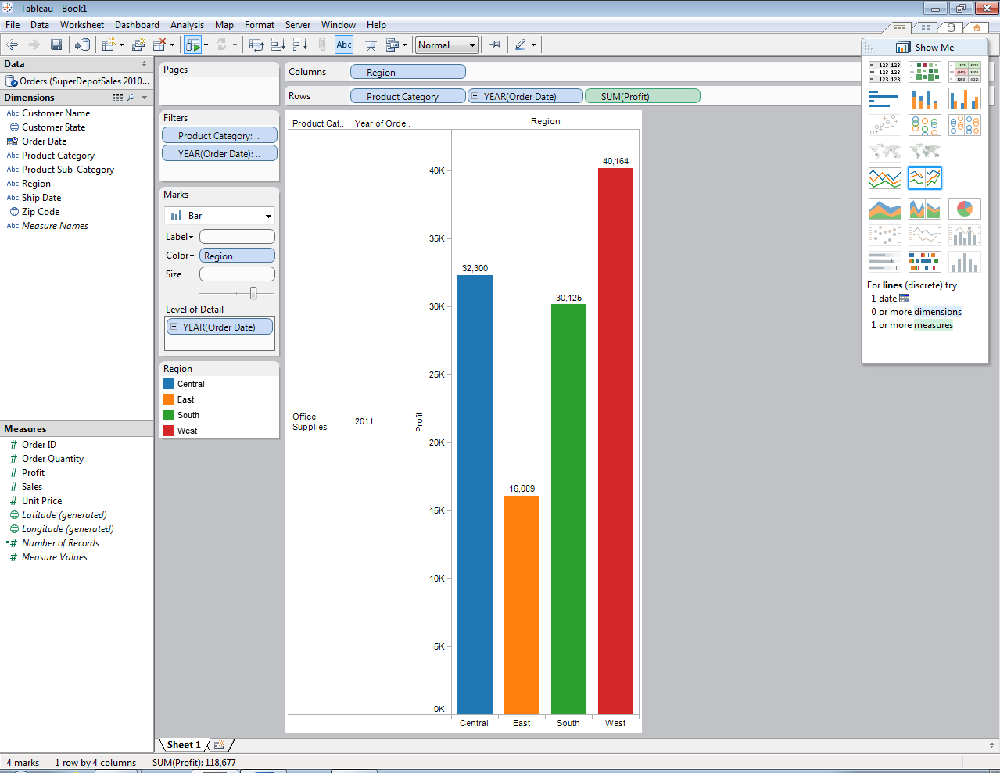 Tableau - Book1
File Data Worksheet Dashboard Analysis Map Format Server Window Help
Abc Normal
Show Me
Data
Orders (SuperDepotSales 2010...
Dimensions
Abc Customer Name
Customer State
Order Date
Abc Product Category
Abc Product Sub-Category
Abc Region
Abc Ship Date
Zip Code
Abc Measure Names
Measures
# Order ID
# Order Quantity
# Profit
# Sales
# Unit Price
Latitude (generated)
Longitude (generated)
=# Number of Records
# Measure Values
Pages
Filters
Product Category: ..
YEAR(Order Date): ..
Marks
Bar
Label
Color Region
Size
Level of Detail
YEAR(Order Date)
Region
Central
East
South
West
Columns Region
Rows Product Category YEAR(Order Date) SUM(Profit)
Product Cat.. Year of Orde..
Region
40,164
40K
35K
32,300
30,125
30K
25K
Office
Supplies
2011
Profit
20K
16,089
15K
10K
5K
0K
Central East South West
123 123
123 123
123 123
For lines (discrete) try
1 date
0 or more dimensions
1 or more measures
Sheet 1
4 marks 1 row by 4 columns SUM(Profit): 118,677